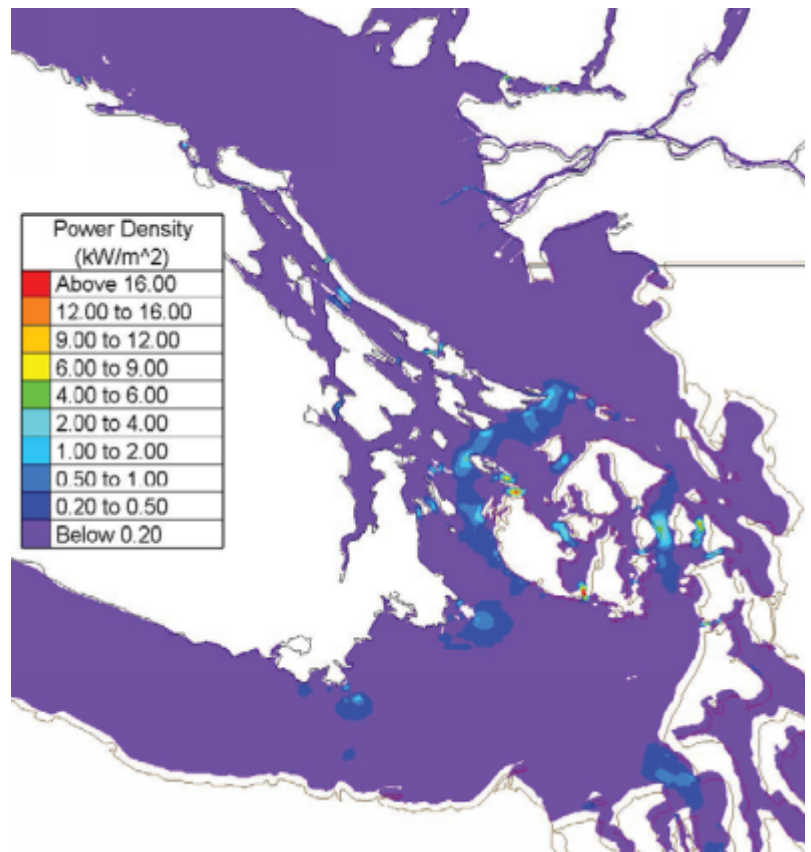 Power Density
(kW/m^2)
Above 16.00
12.00 to 16.00
9.00 to 12.00
6.00 to 9.00
4.00 to 6.00
2.00 to 4.00
1.00 to 2.00
0.50 to 1.00
0.20 to 0.50
Below 0.20